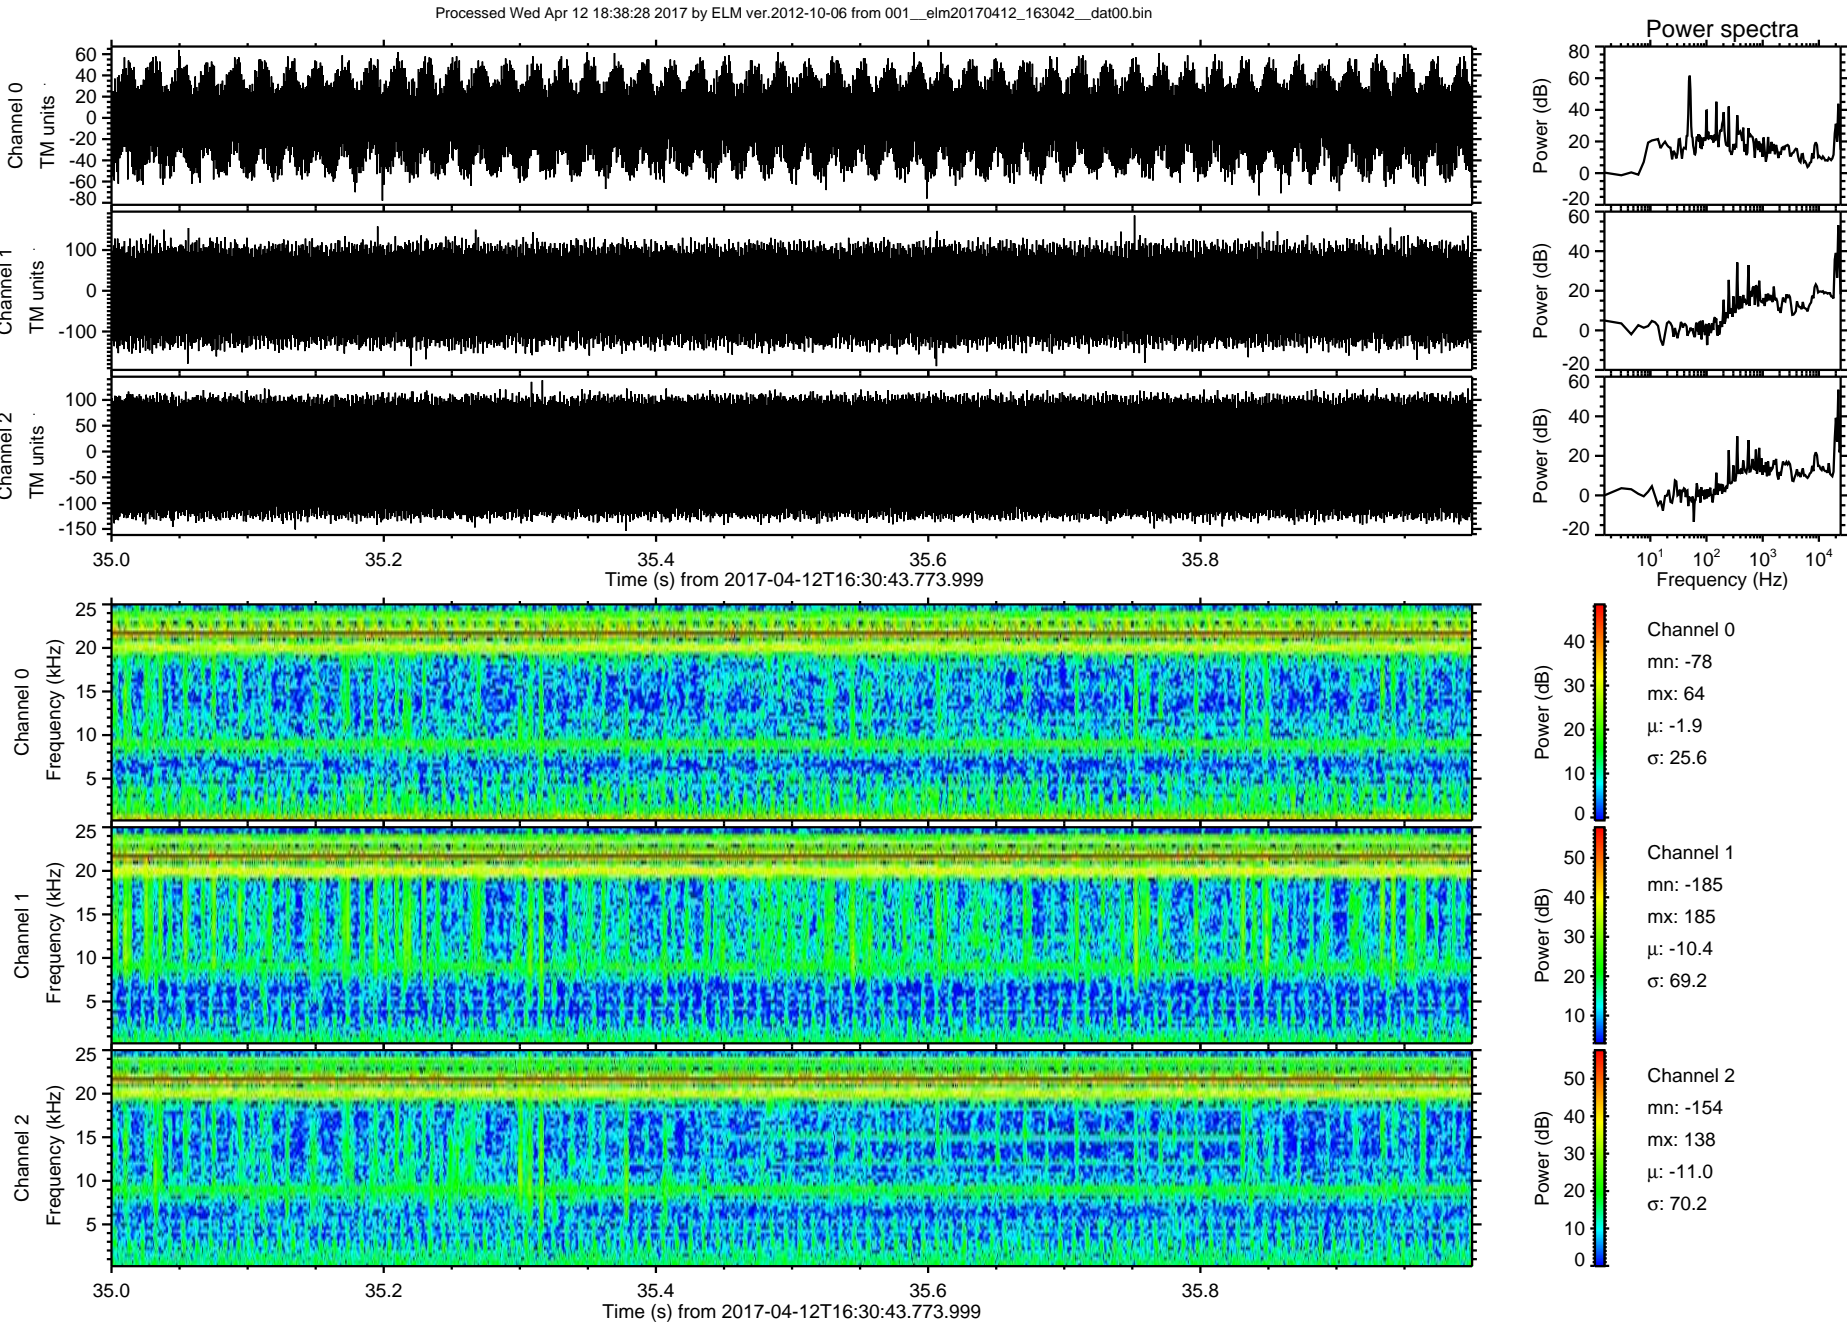 Processed Wed Apr 12 18:38:28 2017 by ELM ver.2012-10-06 from 001__elm20170412_163042__dat00.bin
Power spectra
Channel 0
TM units
60
40
20
0
-20
-40
-60
-80
Power (dB)
80
60
40
20
0
-20
Channel 1
TM units
100
0
-100
Power (dB)
60
40
20
0
-20
Channel 2
TM units
100
50
0
-50
-100
-150
Power (dB)
60
40
20
0
-20
35.0 35.2 35.4 35.6 35.8
Time (s) from 2017-04-12T16:30:43.773.999
10^1 10^2 10^3 10^4
Frequency (Hz)
Channel 0
Frequency (kHz)
25
20
15
10
5
Power (dB)
40
30
20
10
0
Channel 0
mn: -78
mx: 64
μ: -1.9
σ: 25.6
Channel 1
Frequency (kHz)
25
20
15
10
5
Power (dB)
50
40
30
20
10
Channel 1
mn: -185
mx: 185
μ: -10.4
σ: 69.2
Channel 2
Frequency (kHz)
25
20
15
10
5
Power (dB)
50
40
30
20
10
0
Channel 2
mn: -154
mx: 138
μ: -11.0
σ: 70.2
35.0 35.2 35.4 35.6 35.8
Time (s) from 2017-04-12T16:30:43.773.999